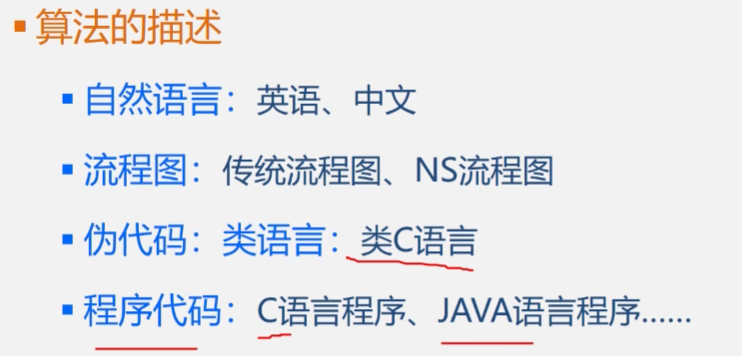 ▪ 算法的描述
▪ 自然语言：英语、中文
▪ 流程图：传统流程图、NS流程图
▪ 伪代码：类语言：类C语言
▪ 程序代码：C语言程序、JAVA语言程序......